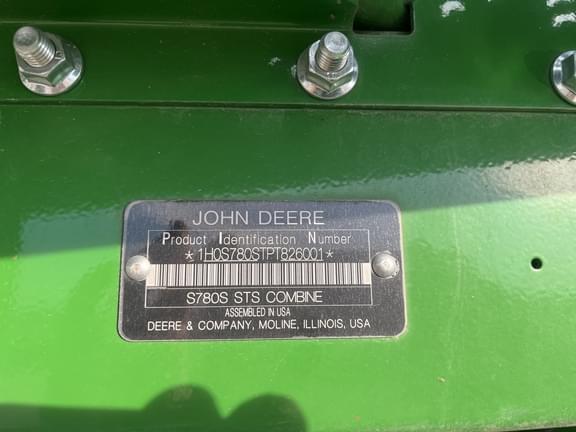 JOHN DEERE
Product Identification Number
*1H0S780STPT826001*
S780S STS COMBINE
ASSEMBLED IN USA
DEERE & COMPANY, MOLINE, ILLINOIS, USA